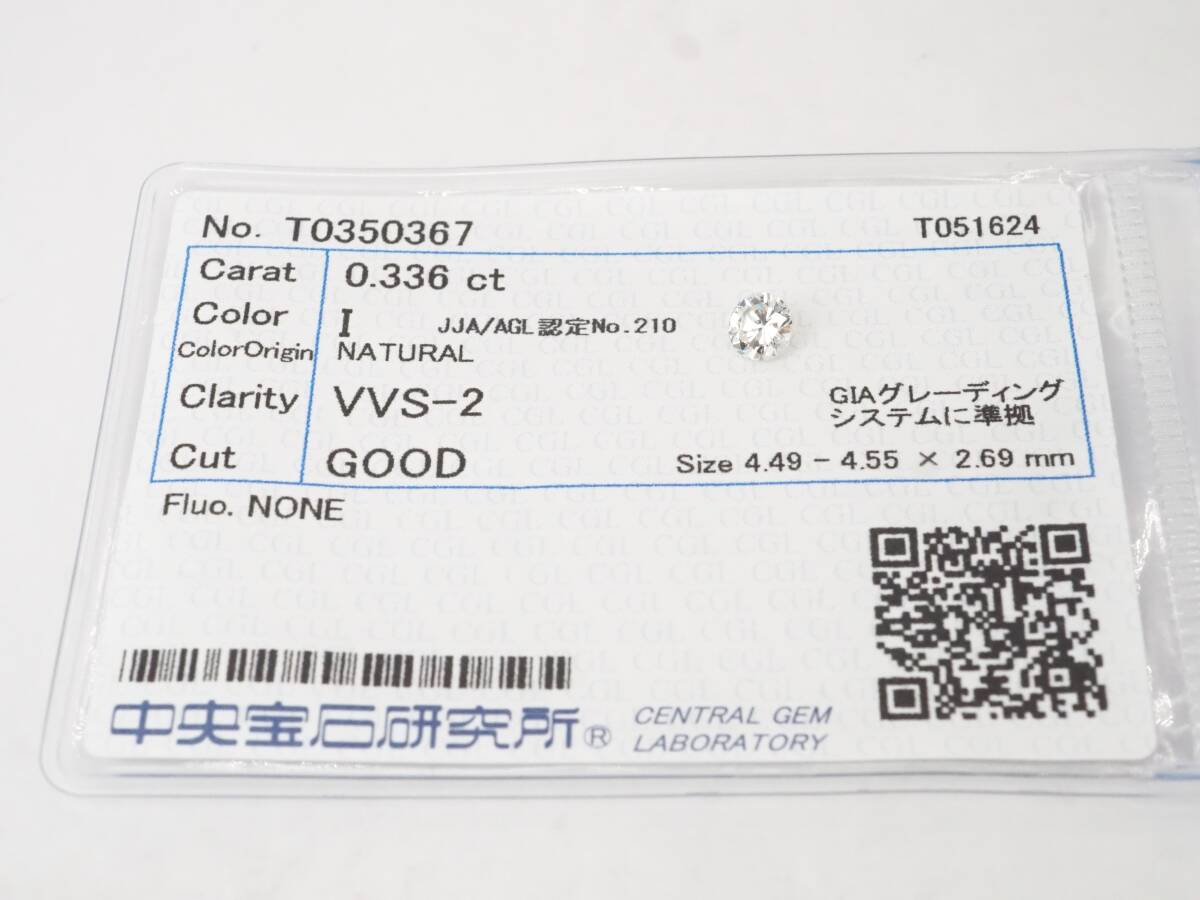 No. T0350367 T051624
Carat 0.336 ct
Color I JJA/AGL認定No.210
ColorOrigin NATURAL
Clarity VVS-2 GIAグレーディング
システムに準拠
Cut GOOD Size 4.49 - 4.55 × 2.69 mm
Fluo. NONE
中央宝石研究所® CENTRAL GEM
LABORATORY